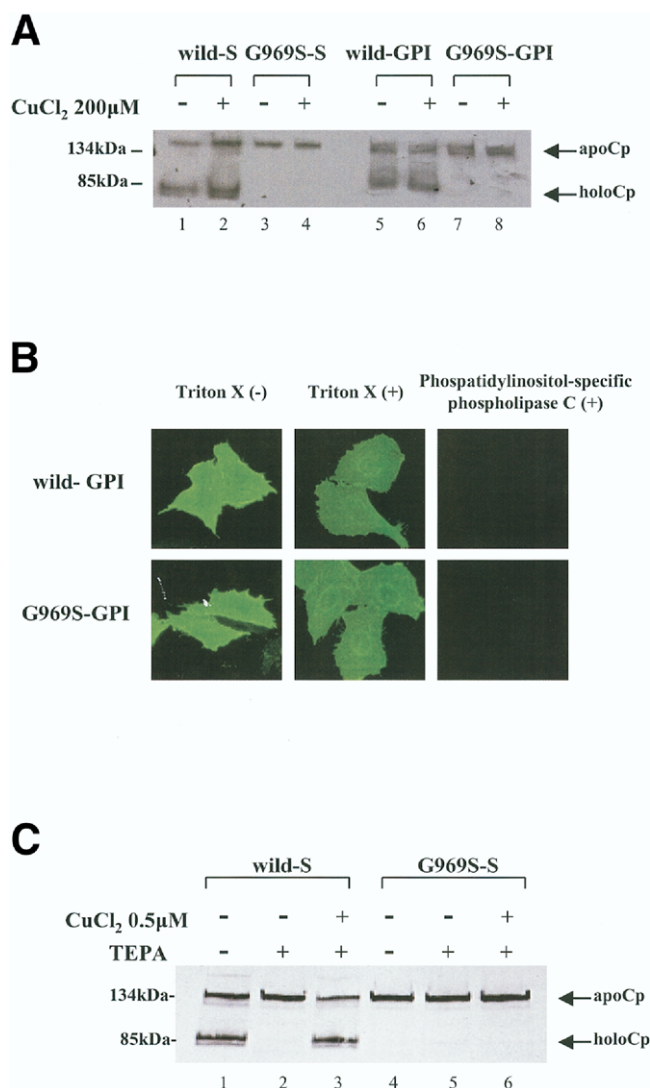 A
wild-S G969S-S wild-GPI G969S-GPI
CuCl2 200µM - + - + - + - +
134kDa – apoCp
85kDa – holoCp
1 2 3 4 5 6 7 8
B
Triton X (-) Triton X (+) Phospatidylinositol-specific
phospholipase C (+)
wild- GPI
G969S-GPI
C
wild-S G969S-S
CuCl2 0.5µM - - + - - +
TEPA - + + - + +
134kDa- apoCp
85kDa- holoCp
1 2 3 4 5 6